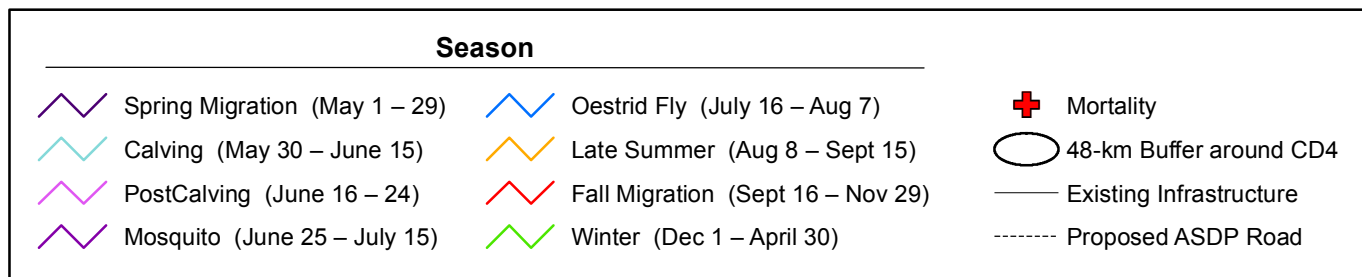 Season
Spring Migration (May 1 – 29)
Calving (May 30 – June 15)
PostCalving (June 16 – 24)
Mosquito (June 25 – July 15)
Oestrid Fly (July 16 – Aug 7)
Late Summer (Aug 8 – Sept 15)
Fall Migration (Sept 16 – Nov 29)
Winter (Dec 1 – April 30)
Mortality
48-km Buffer around CD4
Existing Infrastructure
Proposed ASDP Road